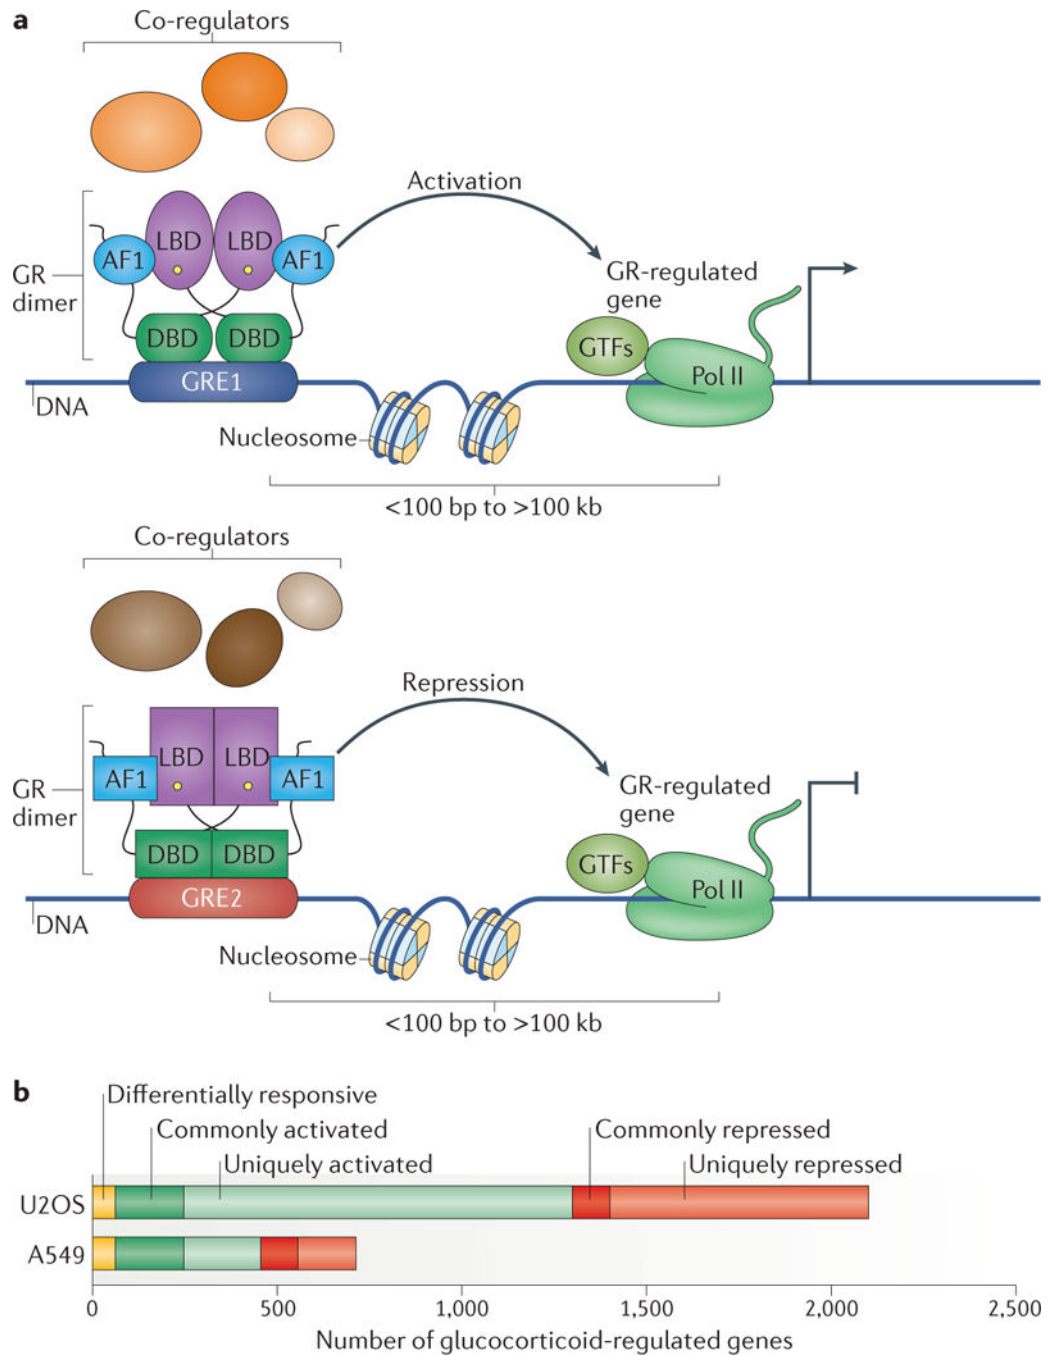 a
Co-regulators
Activation
LBD
LBD
AF1
AF1
GR
dimer
GR-regulated
gene
DBD
DBD
GTFs
Pol II
GRE1
DNA
Nucleosome
<100 bp to >100 kb
Co-regulators
Repression
LBD
LBD
AF1
AF1
GR
dimer
GR-regulated
gene
DBD
DBD
GTFs
Pol II
GRE2
DNA
Nucleosome
<100 bp to >100 kb
b
Differentially responsive
Commonly activated
Commonly repressed
Uniquely activated
Uniquely repressed
U2OS
A549
0
500
1,000
1,500
2,000
2,500
Number of glucocorticoid-regulated genes